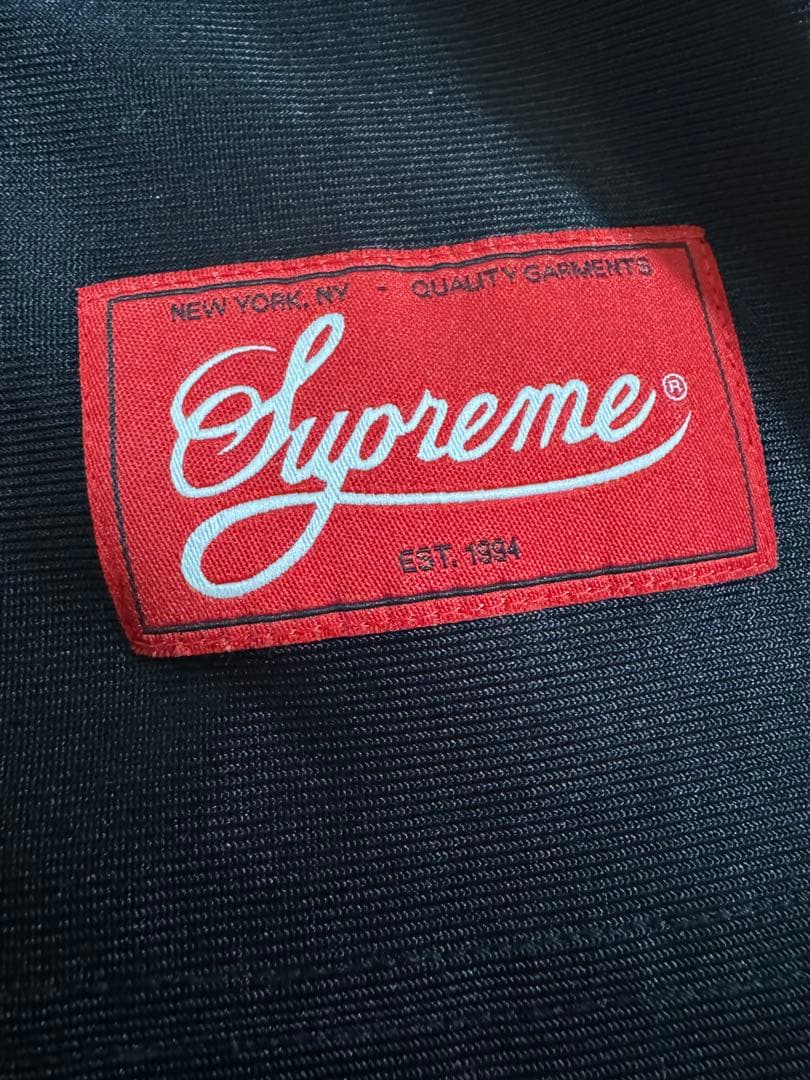 NEW YORK, NY - QUALITY GARMENTS
Supreme®
EST. 1994